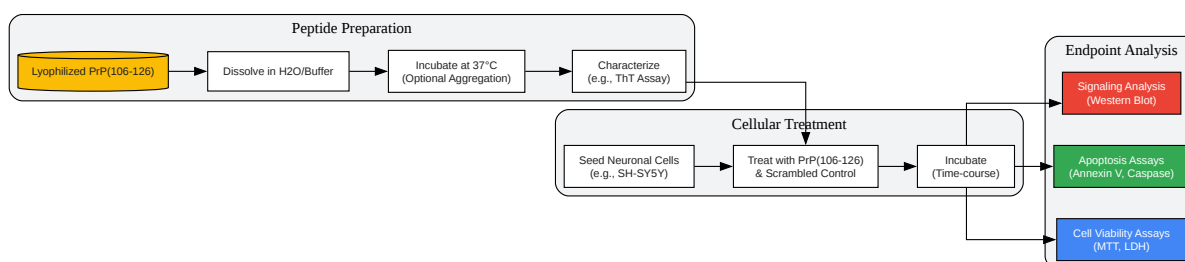 Peptide Preparation
Lyophilized PrP(106-126)
Dissolve in H2O/Buffer
Incubate at 37°C
(Optional Aggregation)
Characterize
(e.g., ThT Assay)
Cellular Treatment
Seed Neuronal Cells
(e.g., SH-SY5Y)
Treat with PrP(106-126)
& Scrambled Control
Incubate
(Time-course)
Endpoint Analysis
Signaling Analysis
(Western Blot)
Apoptosis Assays
(Annexin V, Caspase)
Cell Viability Assays
(MTT, LDH)